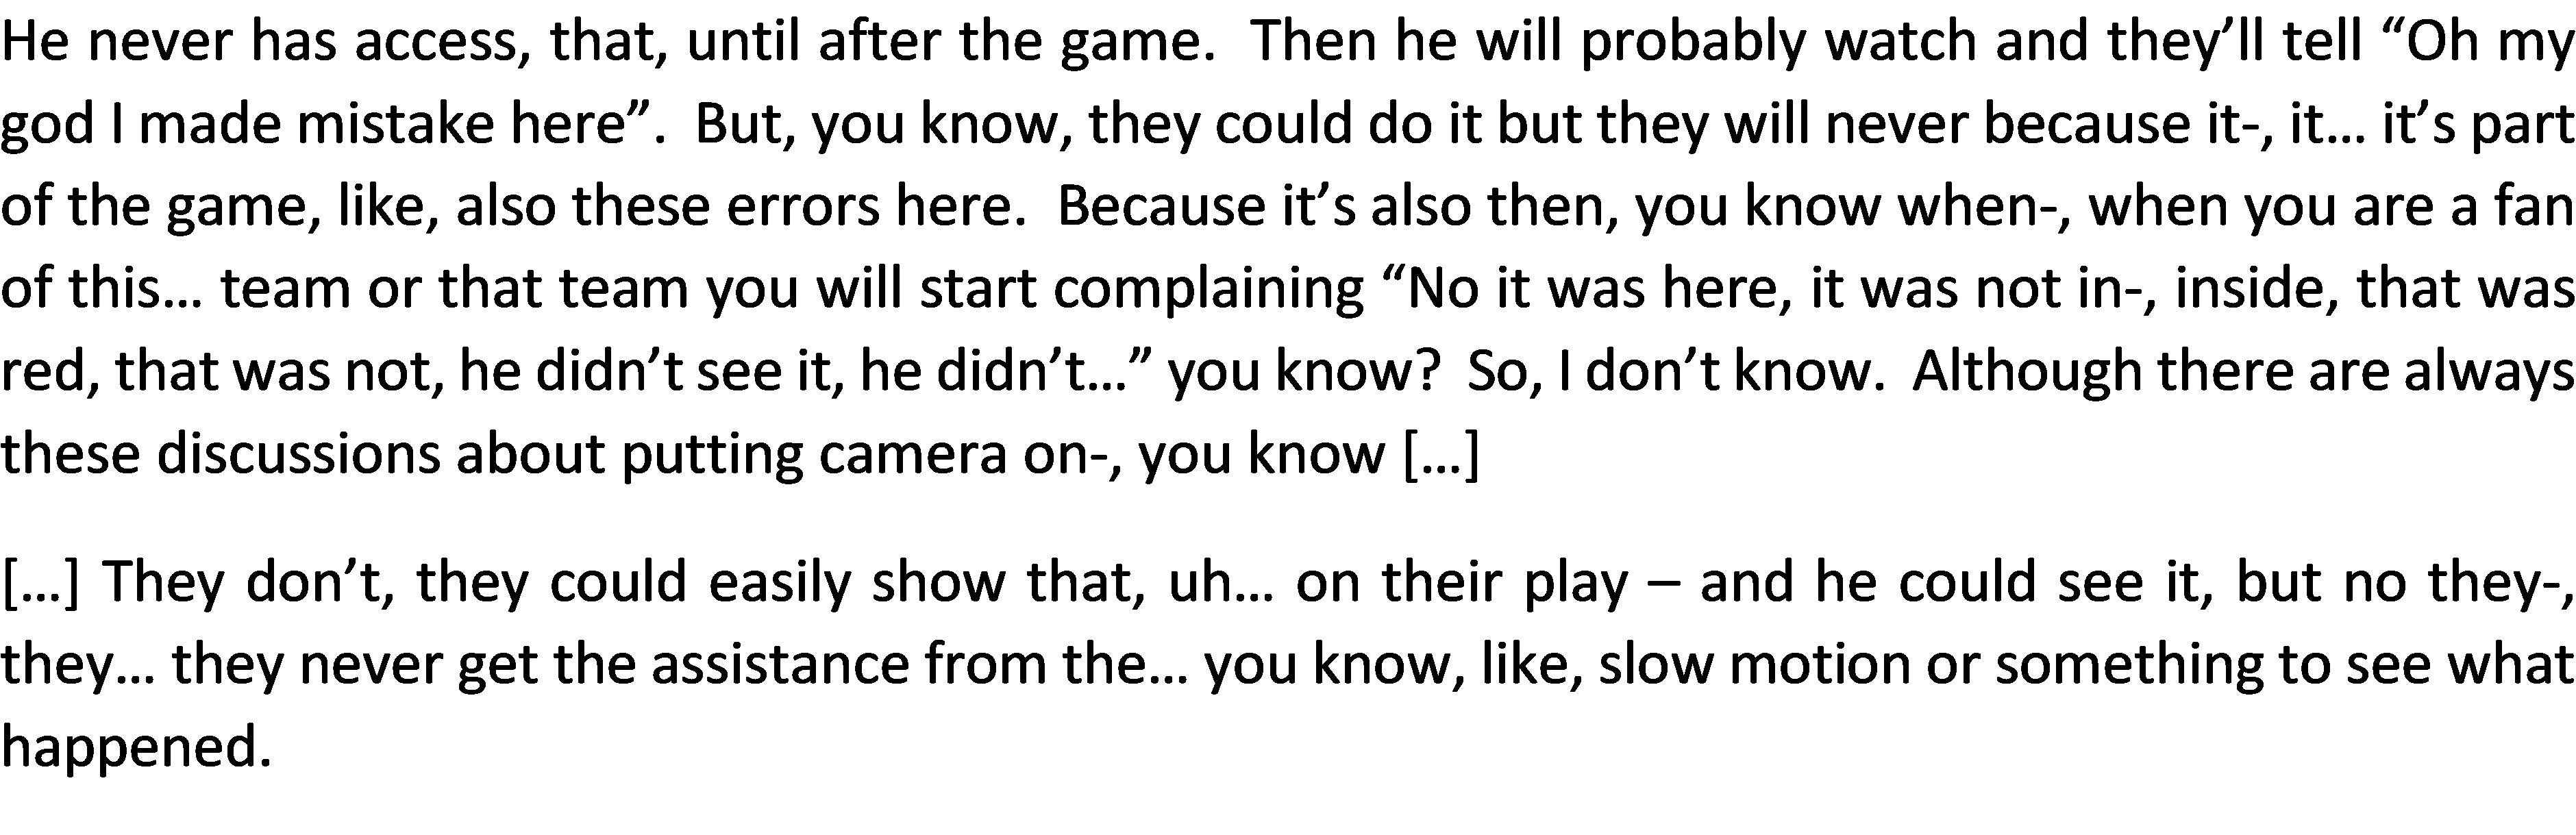 He never has access, that, until after the game.  Then he will probably watch and they’ll tell “Oh my
god I made mistake here”.  But, you know, they could do it but they will never because it-, it… it’s part
of the game, like, also these errors here.  Because it’s also then, you know when-, when you are a fan
of this… team or that team you will start complaining “No it was here, it was not in-, inside, that was
red, that was not, he didn’t see it, he didn’t…” you know?  So, I don’t know.  Although there are always
these discussions about putting camera on-, you know […]
[…] They don’t, they could easily show that, uh… on their play – and he could see it, but no they-,
they… they never get the assistance from the… you know, like, slow motion or something to see what
happened.